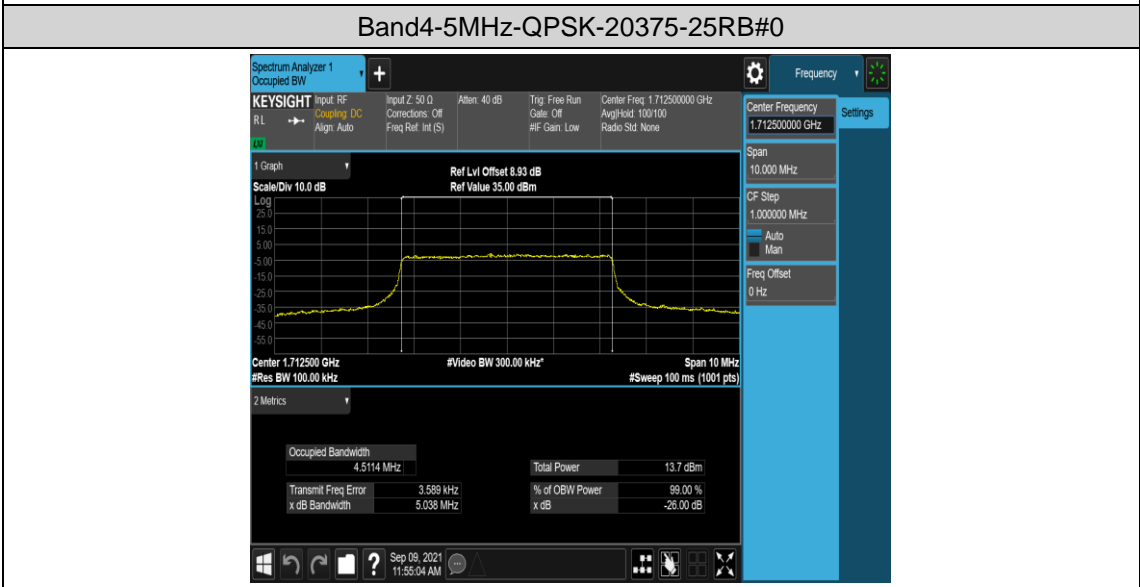 Band4-5MHz-QPSK-20375-25RB#0
Spectrum Analyzer 1
Occupied BW
+
Frequency
KEYSIGHT
RL
Input: RF
Coupling: DC
Align: Auto
Input Z: 50 Ω
Corrections: Off
Freq Ref: Int (S)
Atten: 40 dB
Trig: Free Run
Gate: Off
#IF Gain: Low
Center Freq: 1.712500000 GHz
Avg|Hold: 100/100
Radio Std: None
Center Frequency
1.712500000 GHz
Settings
Span
10.000 MHz
CF Step
1.000000 MHz
Auto
Man
Freq Offset
0 Hz
1 Graph
Scale/Div 10.0 dB
Ref Lvl Offset 8.93 dB
Ref Value 35.00 dBm
Log
25.0
15.0
5.00
-5.00
-15.0
-25.0
-35.0
-45.0
-55.0
Center 1.712500 GHz
#Video BW 300.00 kHz*
Span 10 MHz
#Res BW 100.00 kHz
#Sweep 100 ms (1001 pts)
2 Metrics
Occupied Bandwidth
4.5114 MHz
Total Power 13.7 dBm
Transmit Freq Error 3.589 kHz
% of OBW Power 99.00 %
x dB Bandwidth 5.038 MHz
x dB -26.00 dB
?
Sep 09, 2021
11:55:04 AM